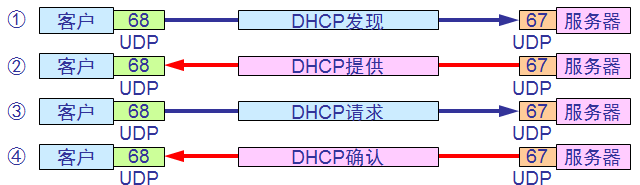 ① 客户 68 DHCP发现 67 服务器
UDP UDP
② 客户 68 DHCP提供 67 服务器
UDP UDP
③ 客户 68 DHCP请求 67 服务器
UDP UDP
④ 客户 68 DHCP确认 67 服务器
UDP UDP